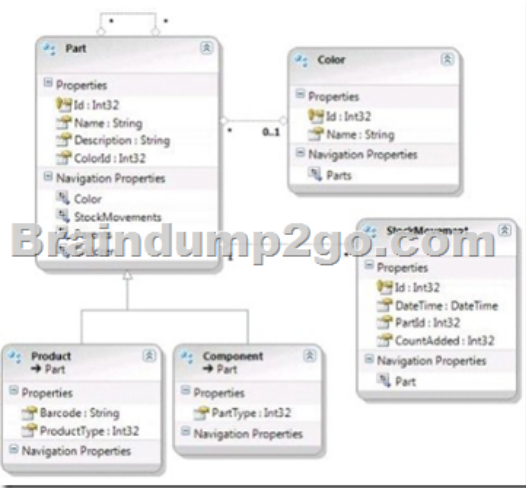 * *
Part
Properties
Id : Int32
Name : String
Description : String
ColorId : Int32
Navigation Properties
Color
StockMovements
Color
Properties
Id : Int32
Name : String
Navigation Properties
Parts
* 0..1
Braindump2go.com
StockMovement
Properties
Id : Int32
DateTime : DateTime
PartId : Int32
CountAdded : Int32
Navigation Properties
Part
Product
Part
Properties
Barcode : String
ProductType : Int32
Navigation Properties
Component
Part
Properties
PartType : Int32
Navigation Properties